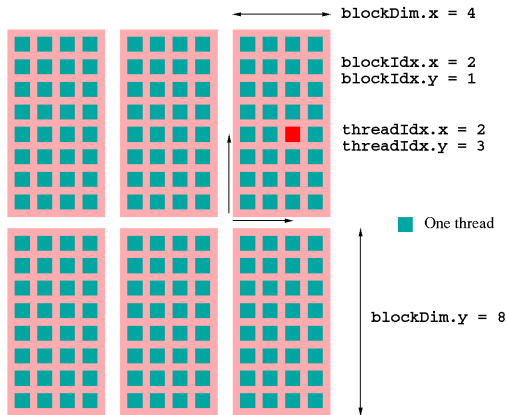 blockDim.x = 4
blockIdx.x = 2
blockIdx.y = 1
threadIdx.x = 2
threadIdx.y = 3
One thread
blockDim.y = 8